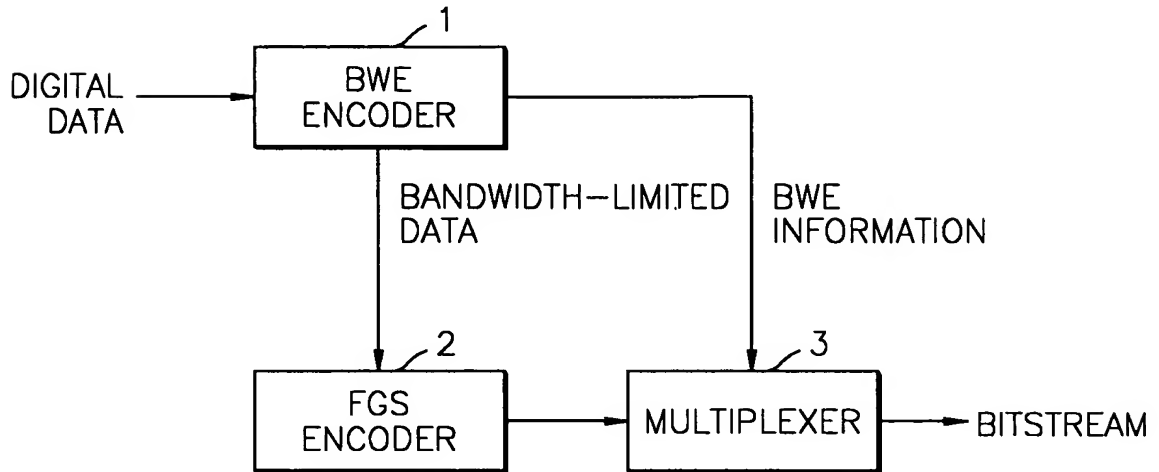 1
DIGITAL
DATA
BWE
ENCODER
BANDWIDTH-LIMITED
DATA
BWE
INFORMATION
2
FGS
ENCODER
3
MULTIPLEXER
BITSTREAM